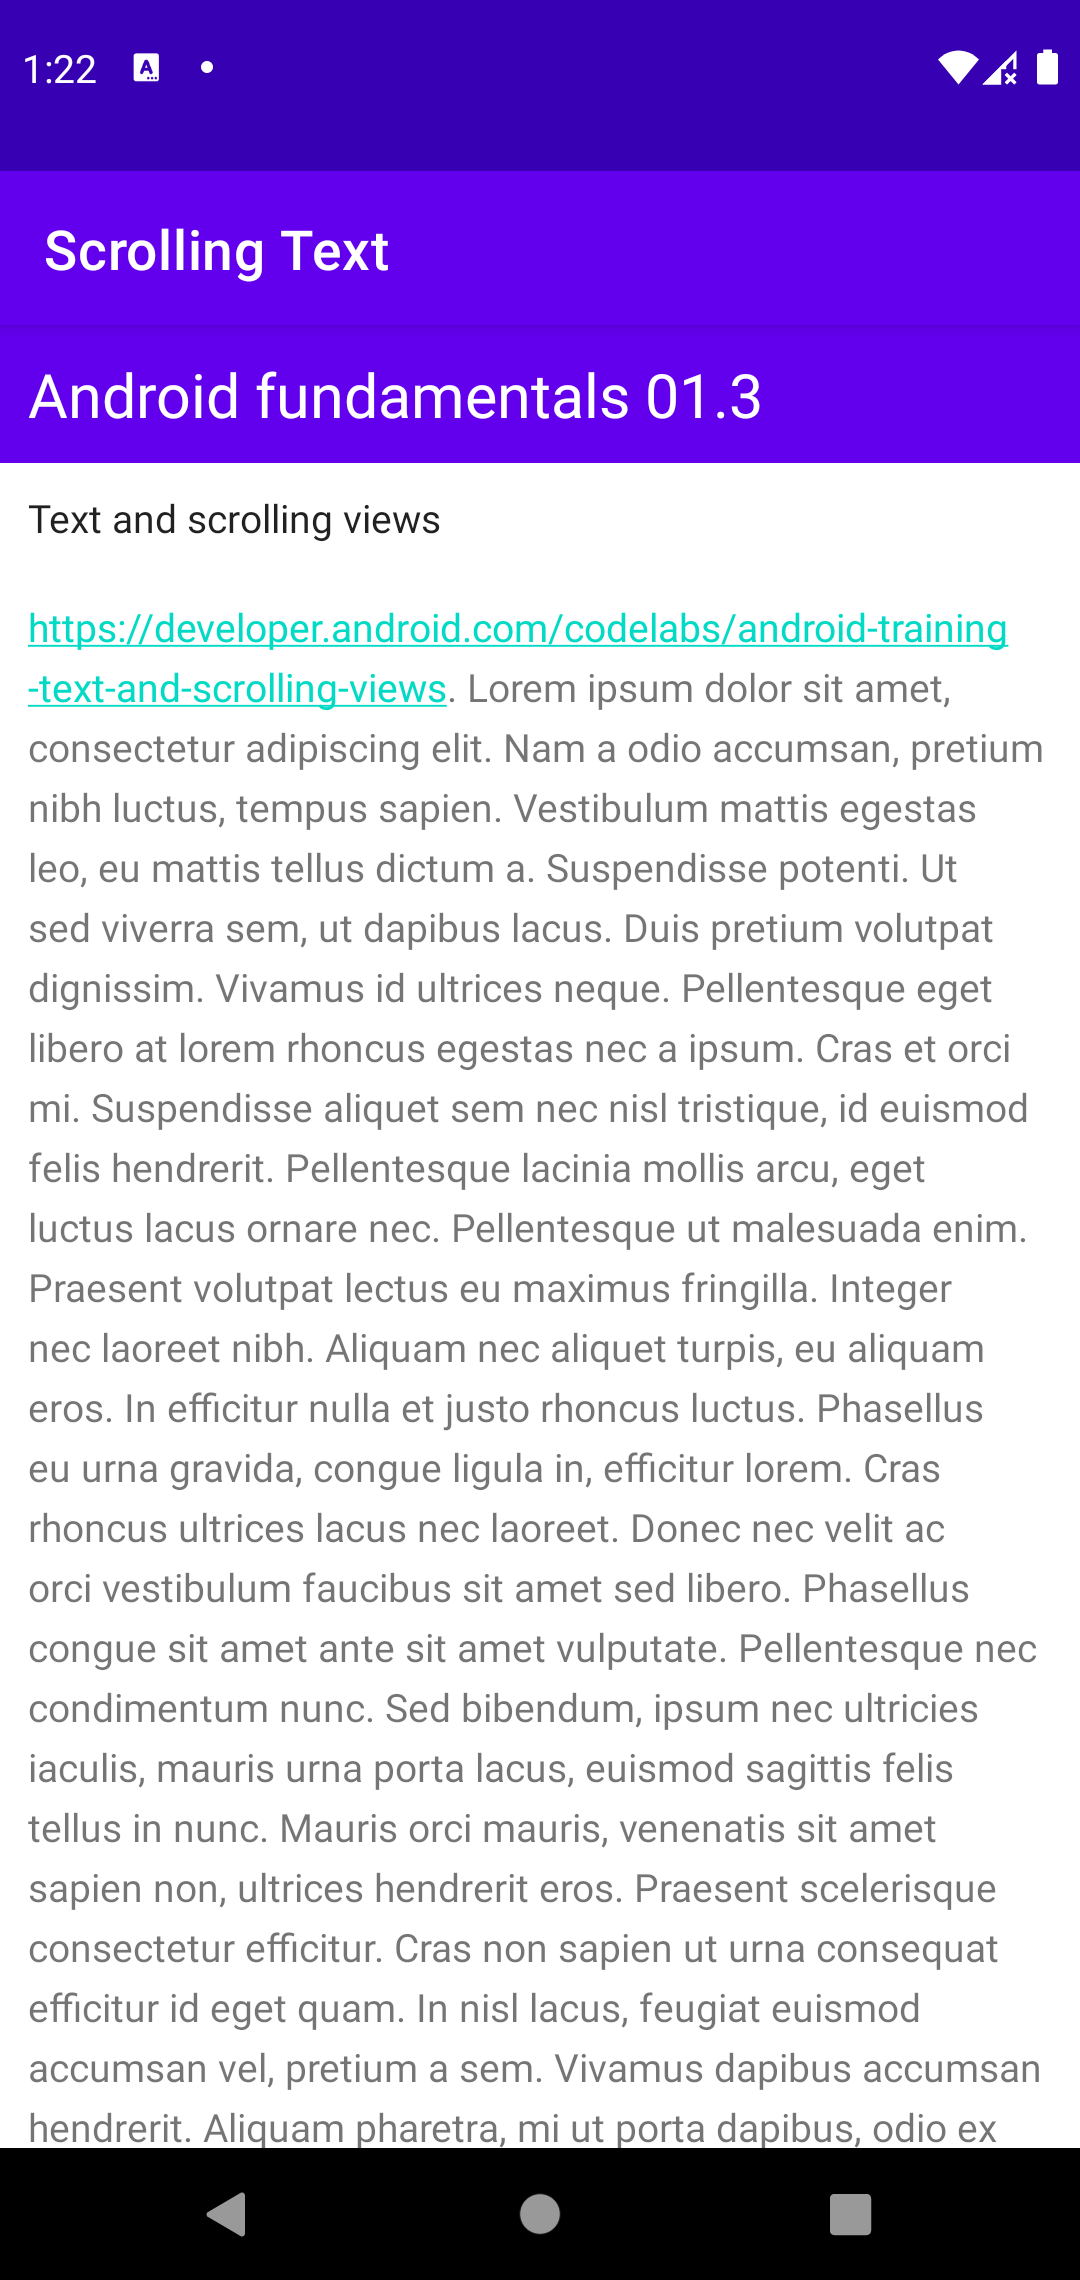 1:22
Scrolling Text
Android fundamentals 01.3
Text and scrolling views
https://developer.android.com/codelabs/android-training
-text-and-scrolling-views. Lorem ipsum dolor sit amet,
consectetur adipiscing elit. Nam a odio accumsan, pretium
nibh luctus, tempus sapien. Vestibulum mattis egestas
leo, eu mattis tellus dictum a. Suspendisse potenti. Ut
sed viverra sem, ut dapibus lacus. Duis pretium volutpat
dignissim. Vivamus id ultrices neque. Pellentesque eget
libero at lorem rhoncus egestas nec a ipsum. Cras et orci
mi. Suspendisse aliquet sem nec nisl tristique, id euismod
felis hendrerit. Pellentesque lacinia mollis arcu, eget
luctus lacus ornare nec. Pellentesque ut malesuada enim.
Praesent volutpat lectus eu maximus fringilla. Integer
nec laoreet nibh. Aliquam nec aliquet turpis, eu aliquam
eros. In efficitur nulla et justo rhoncus luctus. Phasellus
eu urna gravida, congue ligula in, efficitur lorem. Cras
rhoncus ultrices lacus nec laoreet. Donec nec velit ac
orci vestibulum faucibus sit amet sed libero. Phasellus
congue sit amet ante sit amet vulputate. Pellentesque nec
condimentum nunc. Sed bibendum, ipsum nec ultricies
iaculis, mauris urna porta lacus, euismod sagittis felis
tellus in nunc. Mauris orci mauris, venenatis sit amet
sapien non, ultrices hendrerit eros. Praesent scelerisque
consectetur efficitur. Cras non sapien ut urna consequat
efficitur id eget quam. In nisl lacus, feugiat euismod
accumsan vel, pretium a sem. Vivamus dapibus accumsan
hendrerit. Aliquam pharetra, mi ut porta dapibus, odio ex